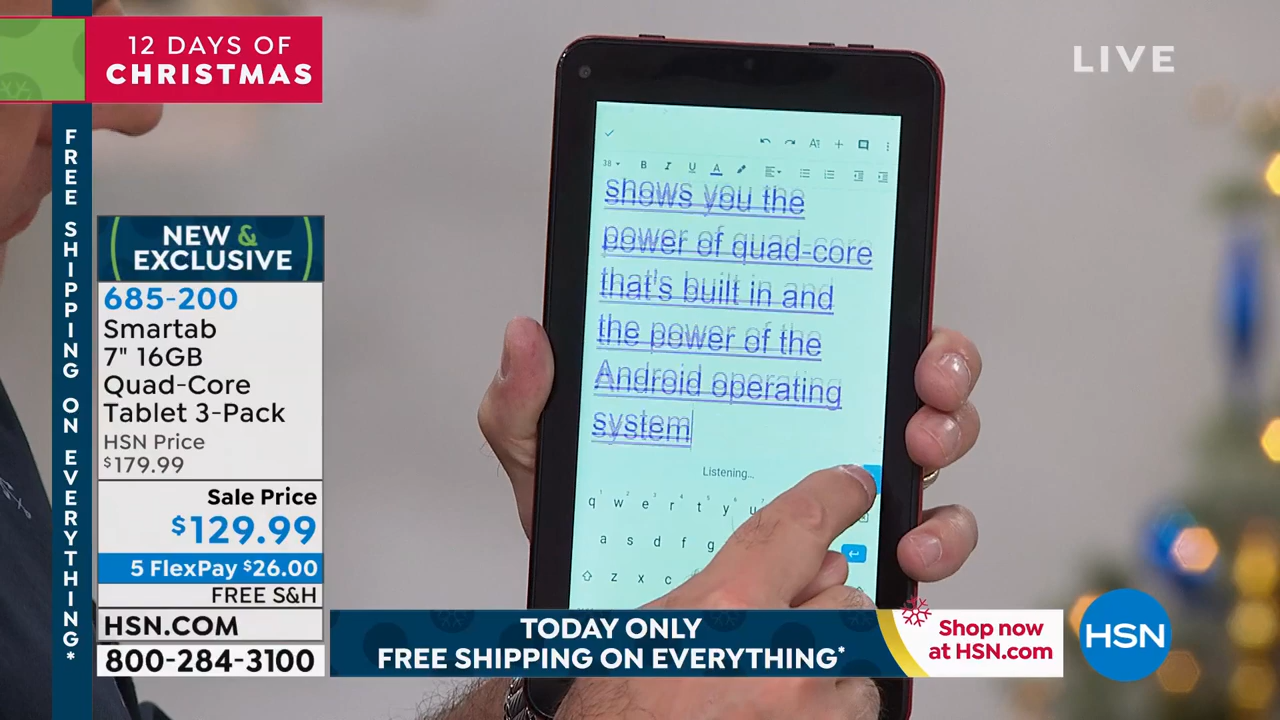 12 DAYS OF
CHRISTMAS
LIVE
FREE SHIPPING ON EVERYTHING*
NEW &
EXCLUSIVE
685-200
Smartab
7" 16GB
Quad-Core
Tablet 3-Pack
HSN Price
$179.99
Sale Price
$129.99
5 FlexPay $26.00
FREE S&H
HSN.COM
800-284-3100
38
B I U A
shows you the
power of quad-core
that's built in and
the power of the
Android operating
system
Listening...
q w e r t y u
a s d f g
z x c
TODAY ONLY
FREE SHIPPING ON EVERYTHING*
Shop now
at HSN.com
HSN